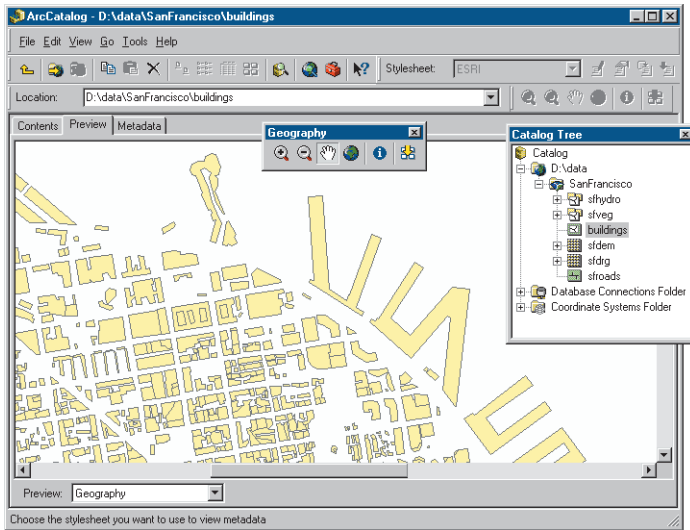 ArcCatalog - D:\data\SanFrancisco\buildings
File Edit View Go Tools Help
Stylesheet: ESRI
Location: D:\data\SanFrancisco\buildings
Contents Preview Metadata
Geography
Catalog Tree
Catalog
D:\data
SanFrancisco
sfhydro
sfveg
buildings
sfdem
sfdrg
sfroads
Database Connections Folder
Coordinate Systems Folder
Preview: Geography
Choose the stylesheet you want to use to view metadata